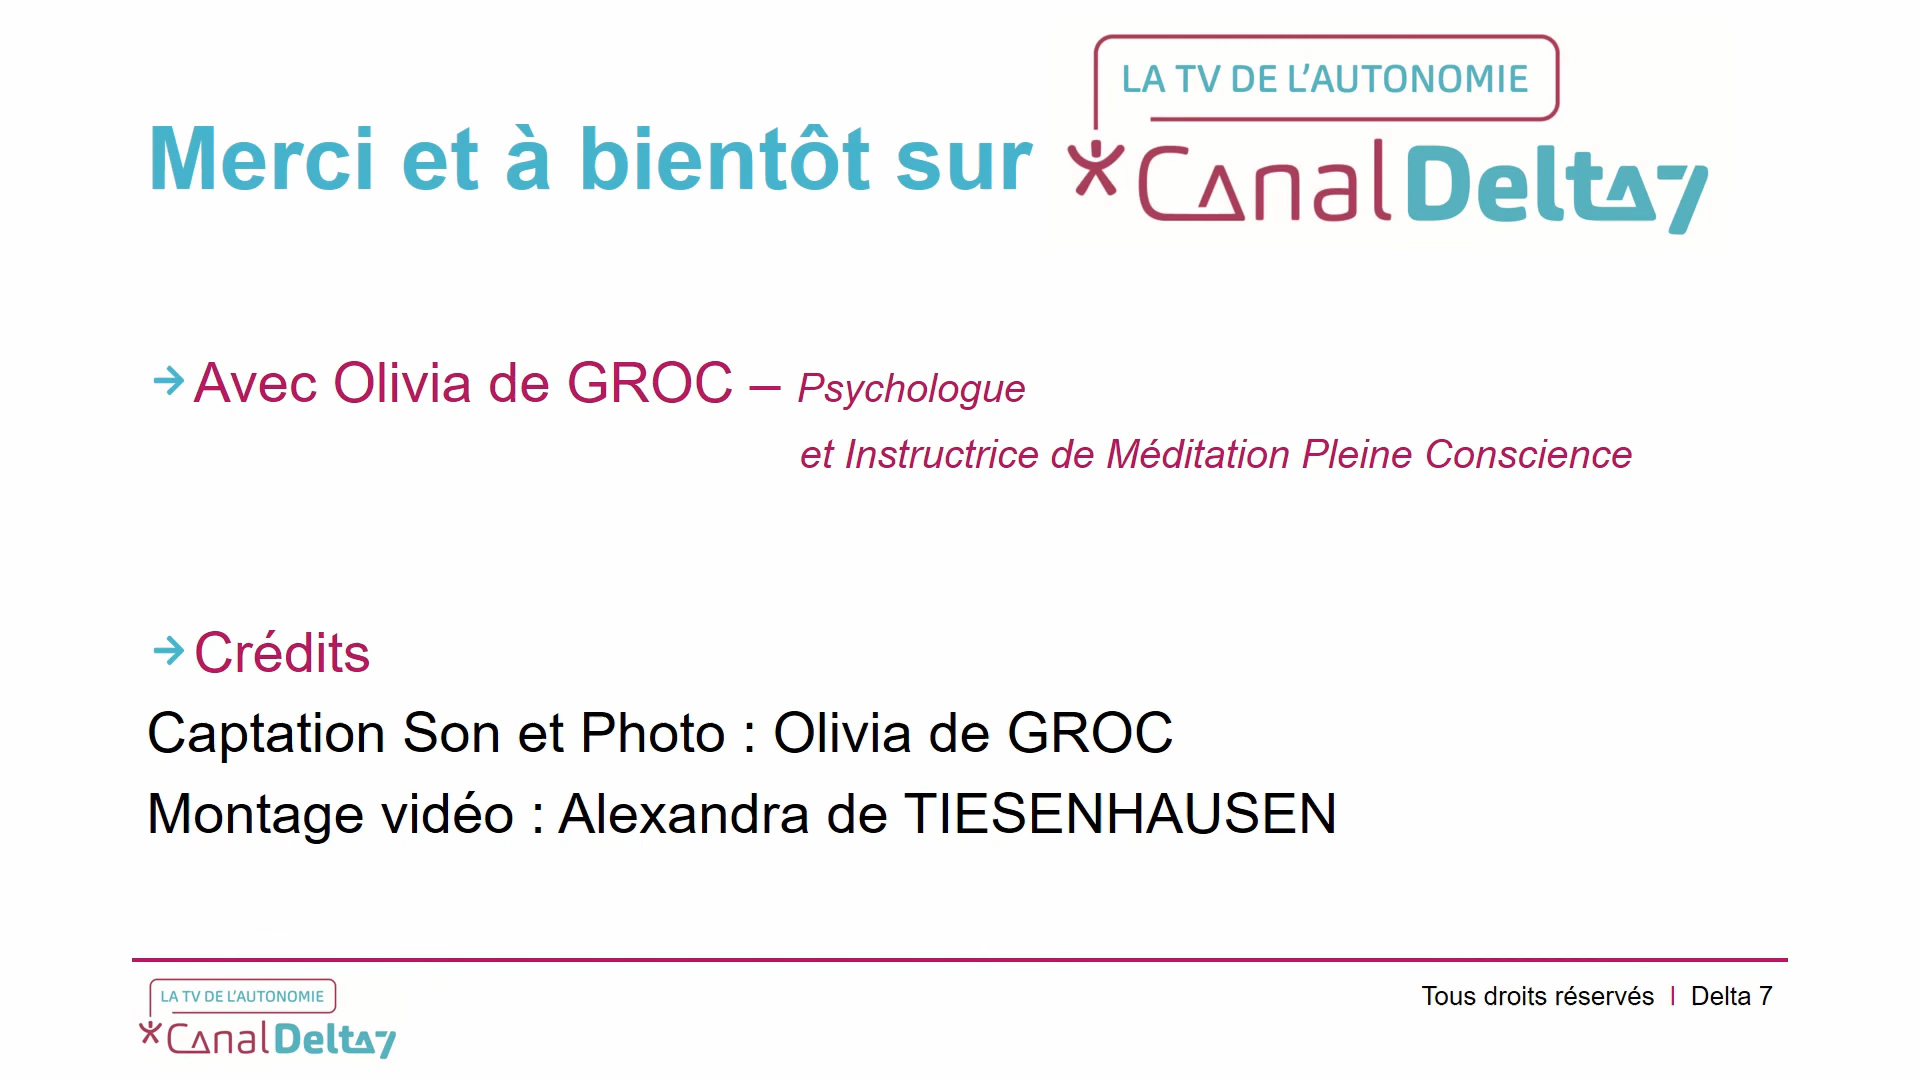 LA TV DE L'AUTONOMIE
Merci et à bientôt sur CanalDelta7
Avec Olivia de GROC – Psychologue
et Instructrice de Méditation Pleine Conscience
Crédits
Captation Son et Photo : Olivia de GROC
Montage vidéo : Alexandra de TIESENHAUSEN
LA TV DE L'AUTONOMIE
CanalDelta7
Tous droits réservés | Delta 7